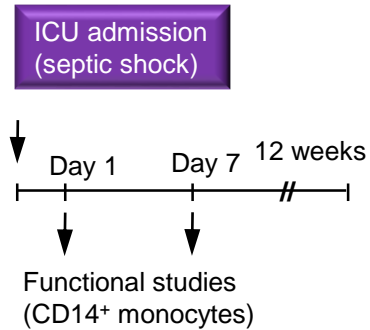 ICU admission
(septic shock)
Day 1 Day 7 12 weeks
Functional studies
(CD14⁺ monocytes)